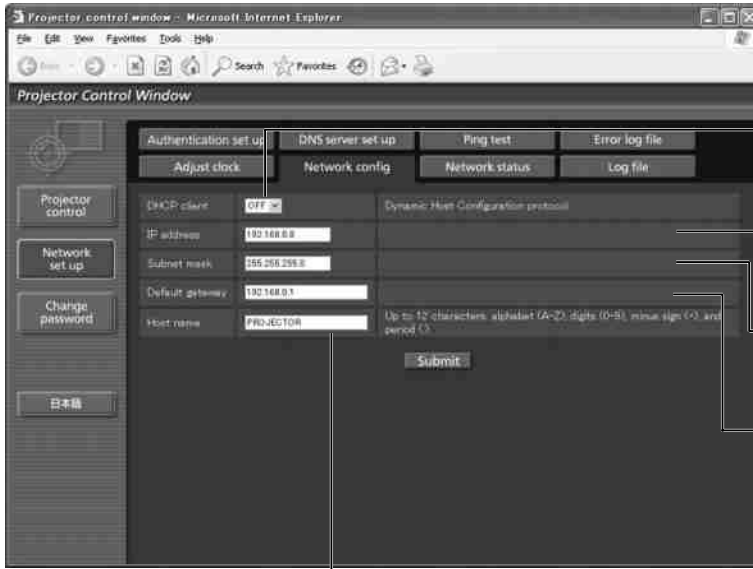 Projector control window - Microsoft Internet Explorer
File Edit View Favorites Tools Help
Back Search Favorites
Projector Control Window
Authentication set up DNS server set up Ping test Error log file
Adjust clock Network config Network status Log file
Projector control
Network set up
Change password
日本語
DHCP client OFF Dynamic Host Configuration protocol
IP address 192.168.0.8
Subnet mask 255.255.255.0
Default gateway 192.168.0.1
Host name PROJECTOR Up to 12 characters: alphabet (A-Z), digits (0-9), minus sign (-), and
period (.)
Submit